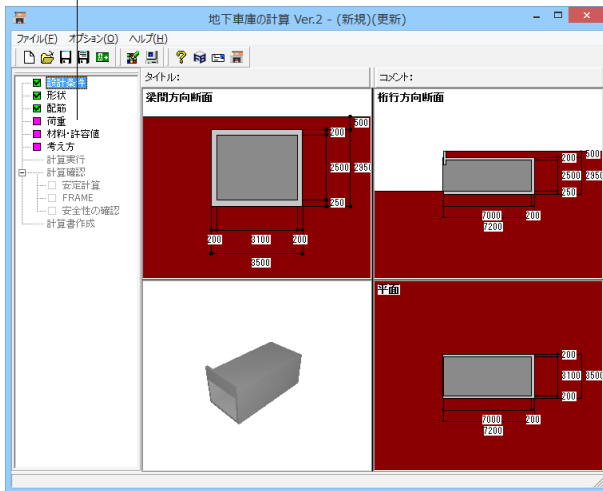 地下車庫の計算 Ver.2 - (新規)(更新)
ファイル(F) オプション(O) ヘルプ(H)
タイトル:
コメント:
設計条件
形状
配筋
荷重
材料・許容値
考え方
計算実行
計算確認
安定計算
FRAME
安全性の確認
計算書作成
梁間方向断面
500
200
2500 2950
250
200 3100 200
3500
桁行方向断面
500
200
2500 2950
250
7000 200
7200
平面
200
3100 3500
200
7000 200
7200